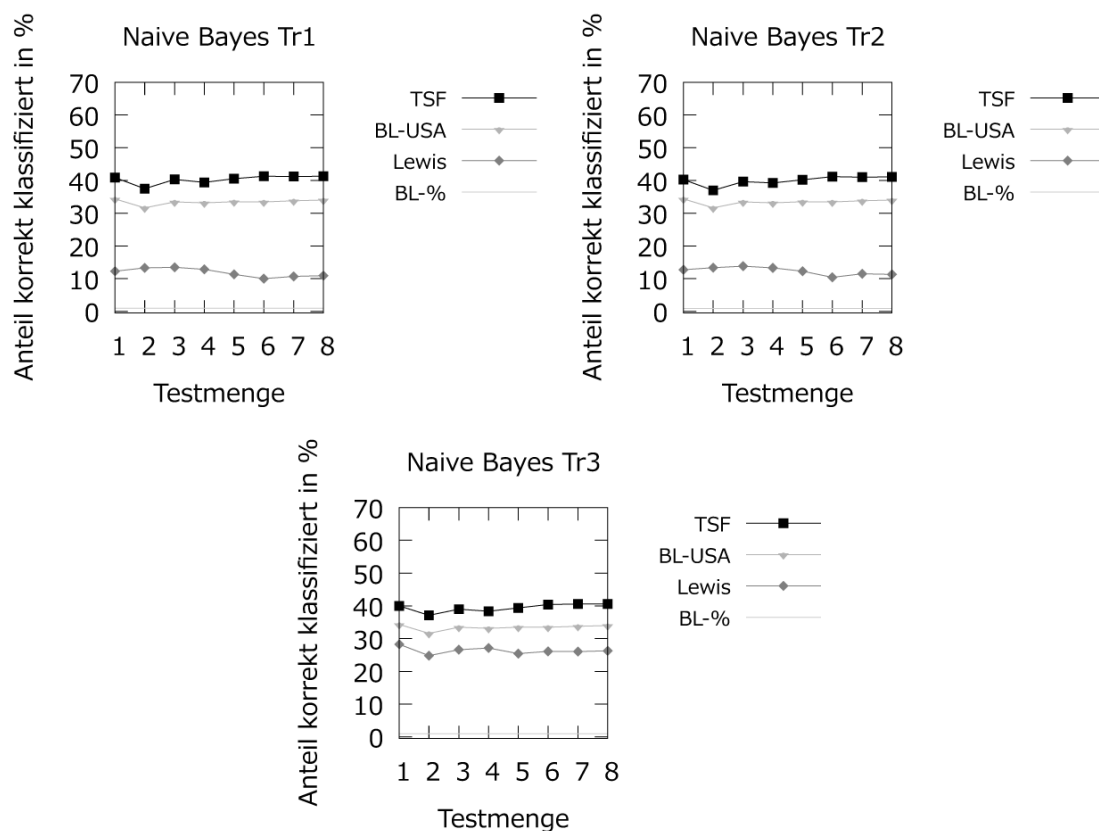 Naive Bayes Tr1
Anteil korrekt klassifiziert in %
70
60
50
40
30
20
10
0
1 2 3 4 5 6 7 8
Testmenge
TSF
BL-USA
Lewis
BL-%
Naive Bayes Tr2
Anteil korrekt klassifiziert in %
70
60
50
40
30
20
10
0
1 2 3 4 5 6 7 8
Testmenge
TSF
BL-USA
Lewis
BL-%
Naive Bayes Tr3
Anteil korrekt klassifiziert in %
70
60
50
40
30
20
10
0
1 2 3 4 5 6 7 8
Testmenge
TSF
BL-USA
Lewis
BL-%